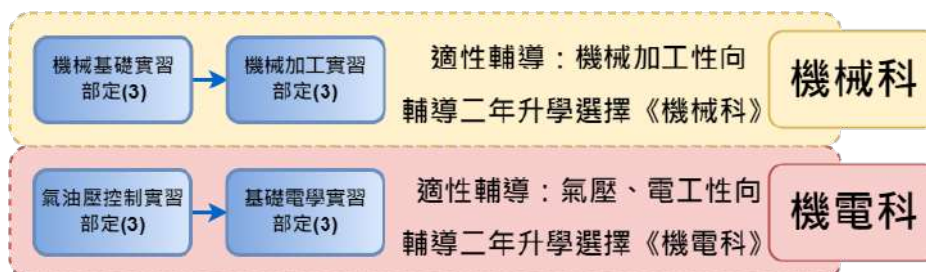 機械基礎實習
部定(3)
機械加工實習
部定(3)
適性輔導：機械加工性向
輔導二年升學選擇《機械科》
機械科
氣油壓控制實習
部定(3)
基礎電學實習
部定(3)
適性輔導：氣壓、電工性向
輔導二年升學選擇《機電科》
機電科